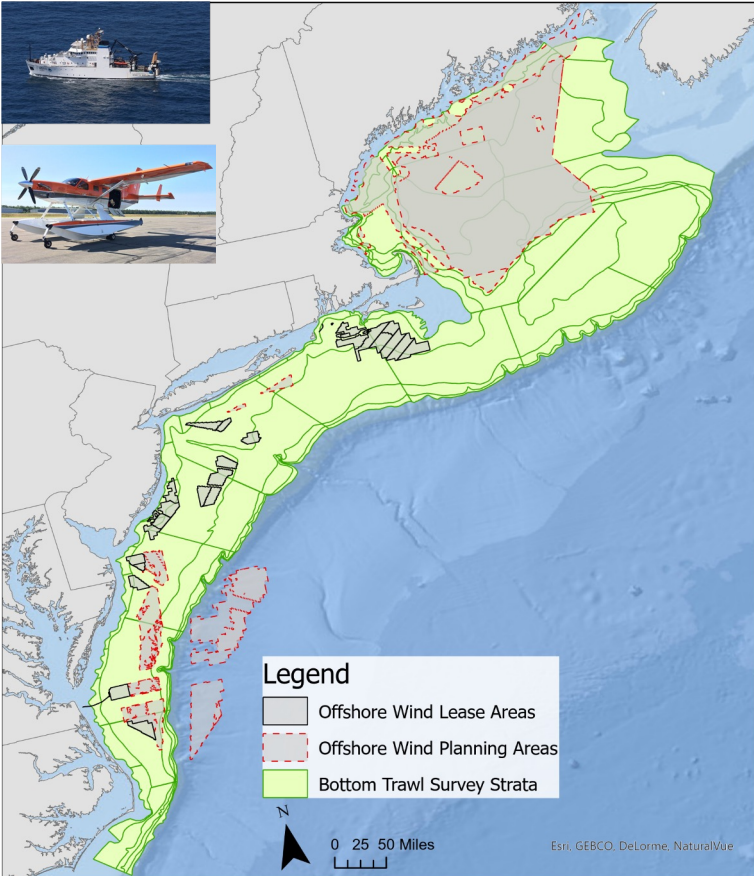 Legend
Offshore Wind Lease Areas
Offshore Wind Planning Areas
Bottom Trawl Survey Strata
N
0 25 50 Miles
Esri, GEBCO, DeLorme, NaturalVue